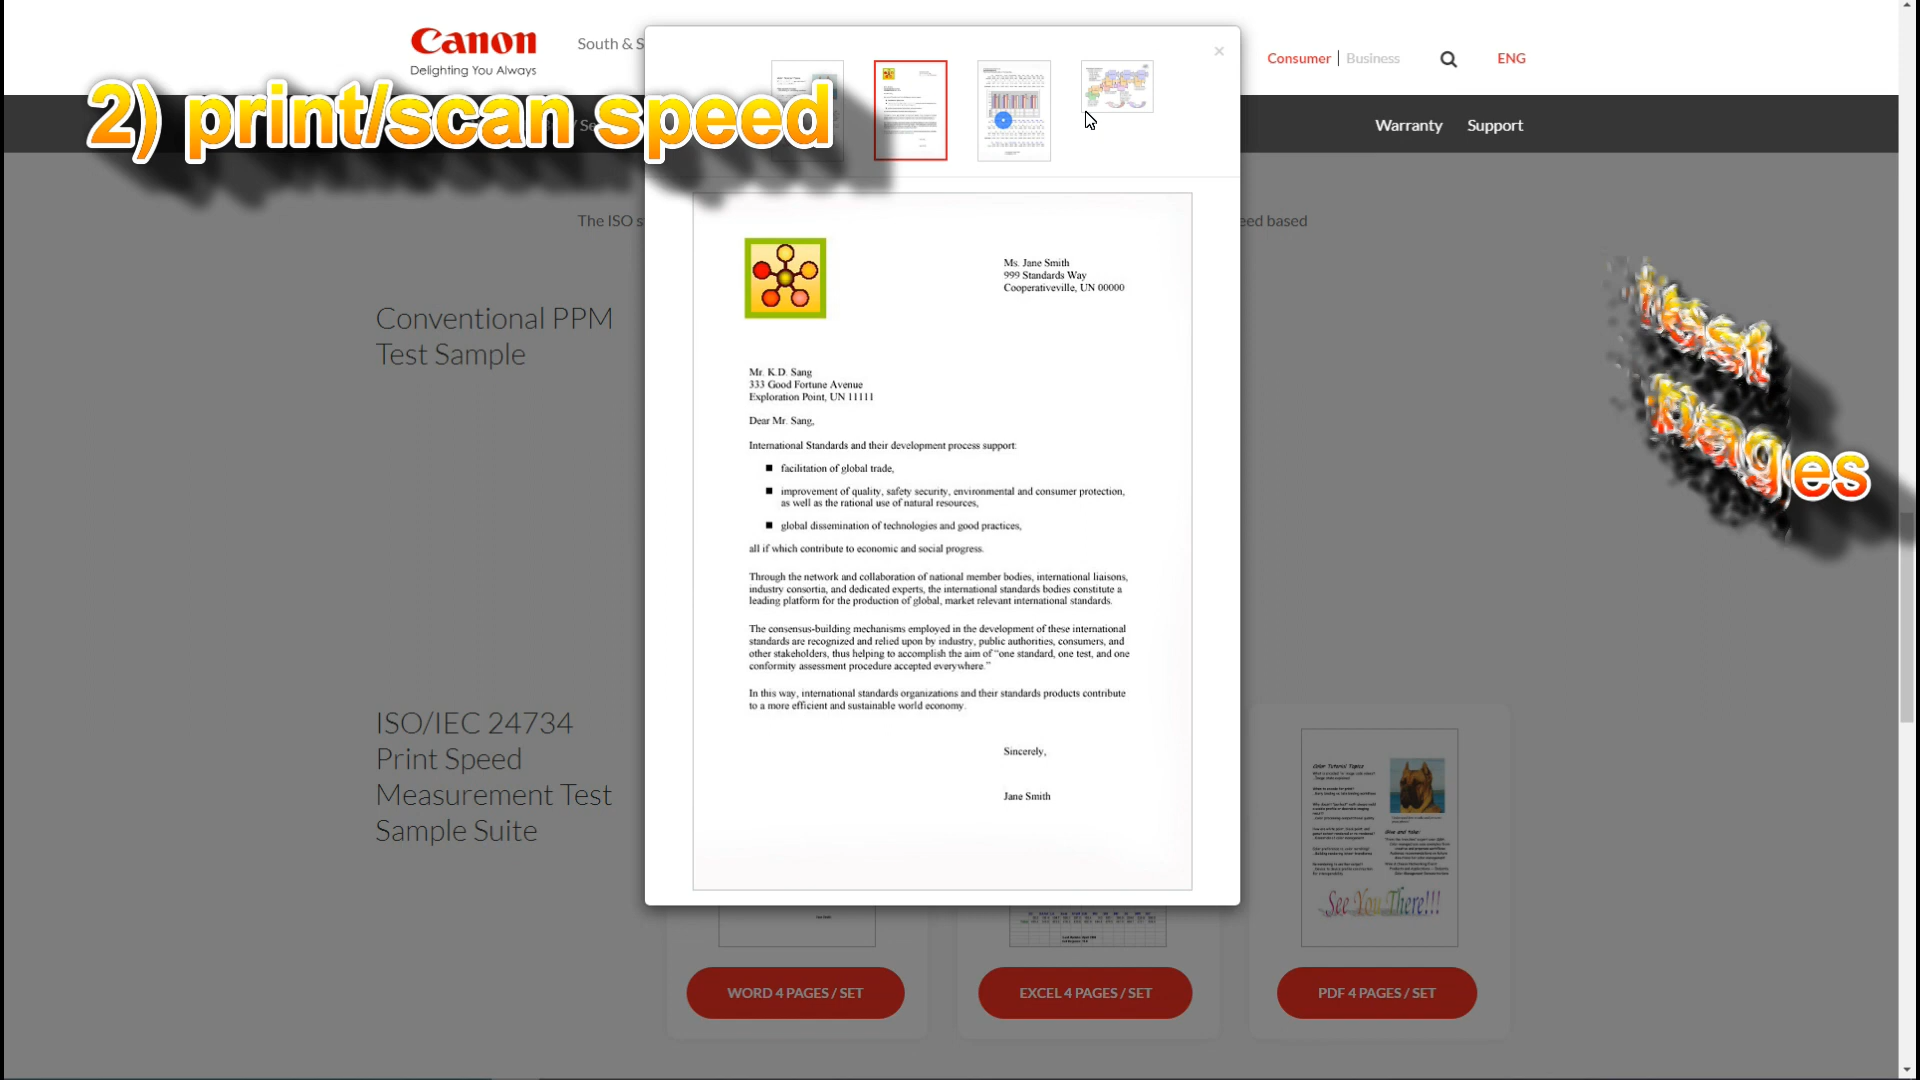 Canon
Delighting You Always
South & S
Consumer | Business
ENG
2) print/scan speed
/ Se
Warranty
Support
The ISO s
eed based
Ms. Jane Smith
999 Standards Way
Cooperativeville, UN 00000
Test
Pages
Conventional PPM
Test Sample
Mr. K.D. Sang
333 Good Fortune Avenue
Exploration Point, UN 11111
Dear Mr. Sang,
International Standards and their development process support:
facilitation of global trade,
improvement of quality, safety security, environmental and consumer protection,
as well as the rational use of natural resources,
global dissemination of technologies and good practices,
all if which contribute to economic and social progress.
Through the network and collaboration of national member bodies, international liaisons,
industry consortia, and dedicated experts, the international standards bodies constitute a
leading platform for the production of global, market relevant international standards.
The consensus-building mechanisms employed in the development of these international
standards are recognized and relied upon by industry, public authorities, consumers, and
other stakeholders, thus helping to accomplish the aim of “one standard, one test, and one
conformity assessment procedure accepted everywhere.”
In this way, international standards organizations and their standards products contribute
to a more efficient and sustainable world economy.
Sincerely,
Jane Smith
ISO/IEC 24734
Print Speed
Measurement Test
Sample Suite
Color Tutorial Topics
Give and take:
See You There!!!
WORD 4 PAGES / SET
EXCEL 4 PAGES / SET
PDF 4 PAGES / SET